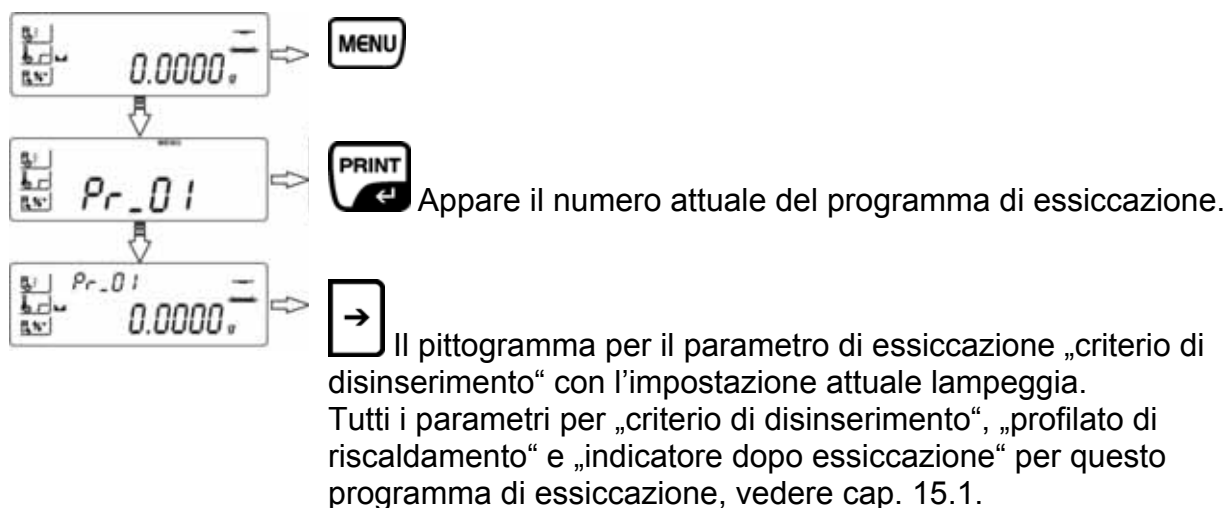 0.0000 g
MENU
MENU
Pr_01
PRINT
Appare il numero attuale del programma di essiccazione.
Pr_01
0.0000 g
→
Il pittogramma per il parametro di essiccazione „criterio di
disinserimento“ con l’impostazione attuale lampeggia.
Tutti i parametri per „criterio di disinserimento“, „profilato di
riscaldamento“ e „indicatore dopo essiccazione“ per questo
programma di essiccazione, vedere cap. 15.1.